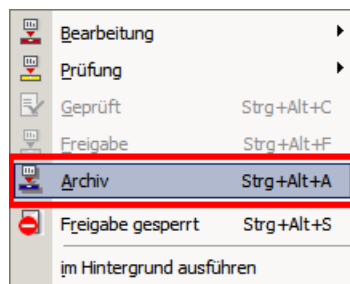 Bearbeitung
Prüfung
Geprüft Strg+Alt+C
Freigabe Strg+Alt+F
Archiv Strg+Alt+A
Freigabe gesperrt Strg+Alt+S
im Hintergrund ausführen